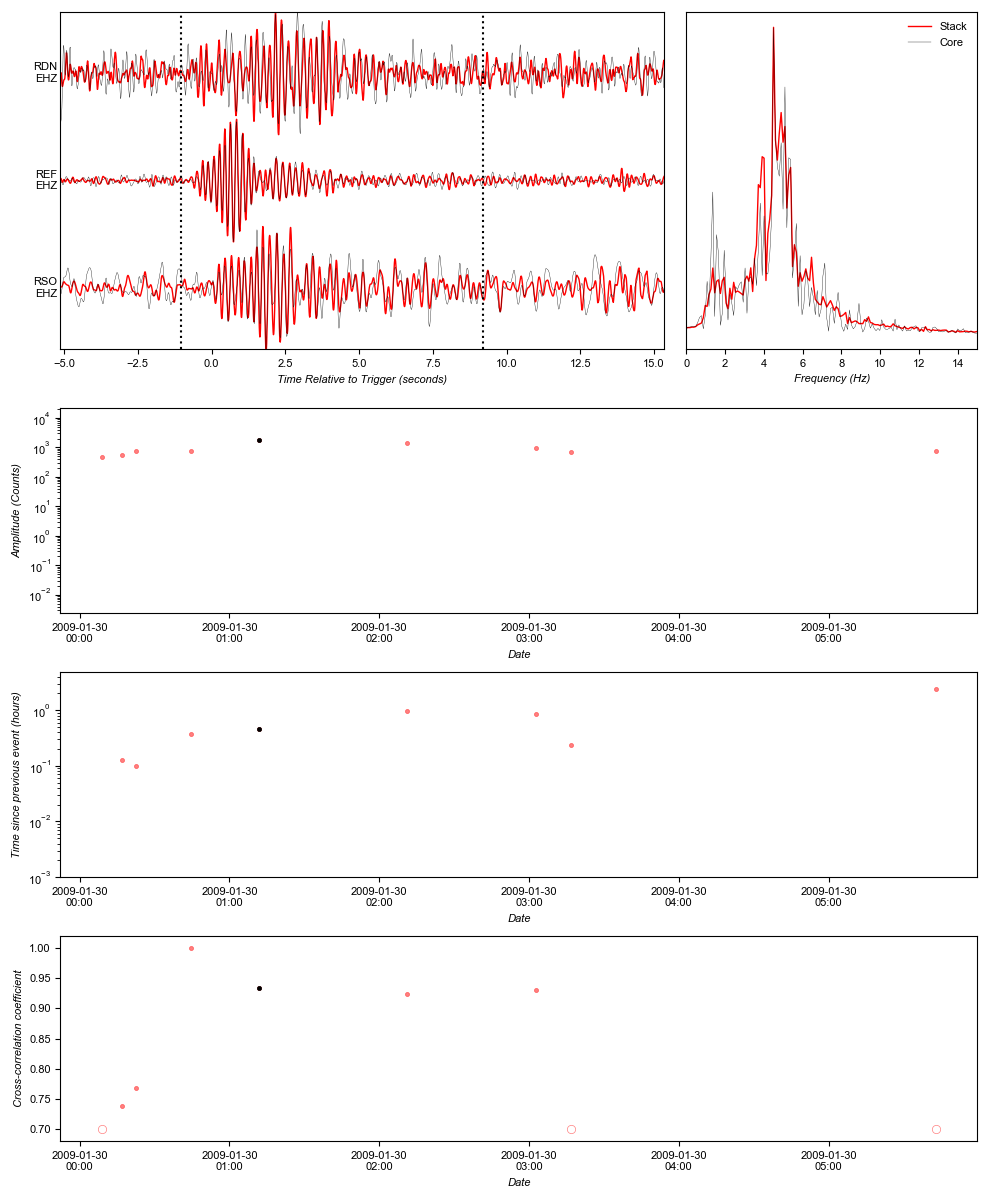 RDN
EHZ
REF
EHZ
RSO
EHZ
−5.0 −2.5 0.0 2.5 5.0 7.5 10.0 12.5 15.0
Time Relative to Trigger (seconds)
Stack
Core
0 2 4 6 8 10 12 14
Frequency (Hz)
10^4
10^3
10^2
10^1
10^0
10^−1
10^−2
Amplitude (Counts)
2009-01-30 2009-01-30 2009-01-30 2009-01-30 2009-01-30 2009-01-30
00:00 01:00 02:00 03:00 04:00 05:00
Date
10^0
10^−1
10^−2
10^−3
Time since previous event (hours)
2009-01-30 2009-01-30 2009-01-30 2009-01-30 2009-01-30 2009-01-30
00:00 01:00 02:00 03:00 04:00 05:00
Date
1.00
0.95
0.90
0.85
0.80
0.75
0.70
Cross-correlation coefficient
2009-01-30 2009-01-30 2009-01-30 2009-01-30 2009-01-30 2009-01-30
00:00 01:00 02:00 03:00 04:00 05:00
Date